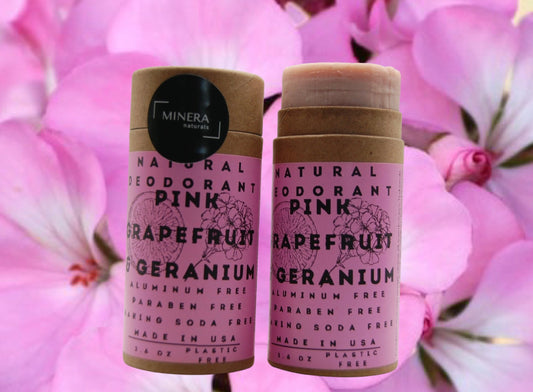 MINERA
naturals
NATURAL
DEODORANT
PINK
GRAPEFRUIT
& GERANIUM
ALUMINUM FREE
PARABEN FREE
BAKING SODA FREE
MADE IN USA
3.6 OZ PLASTIC
FREE
NATURAL
DEODORANT
PINK
GRAPEFRUIT
GERANIUM
ALUMINUM FREE
PARABEN FREE
BAKING SODA FREE
MADE IN USA
3.6 OZ PLASTIC
FREE